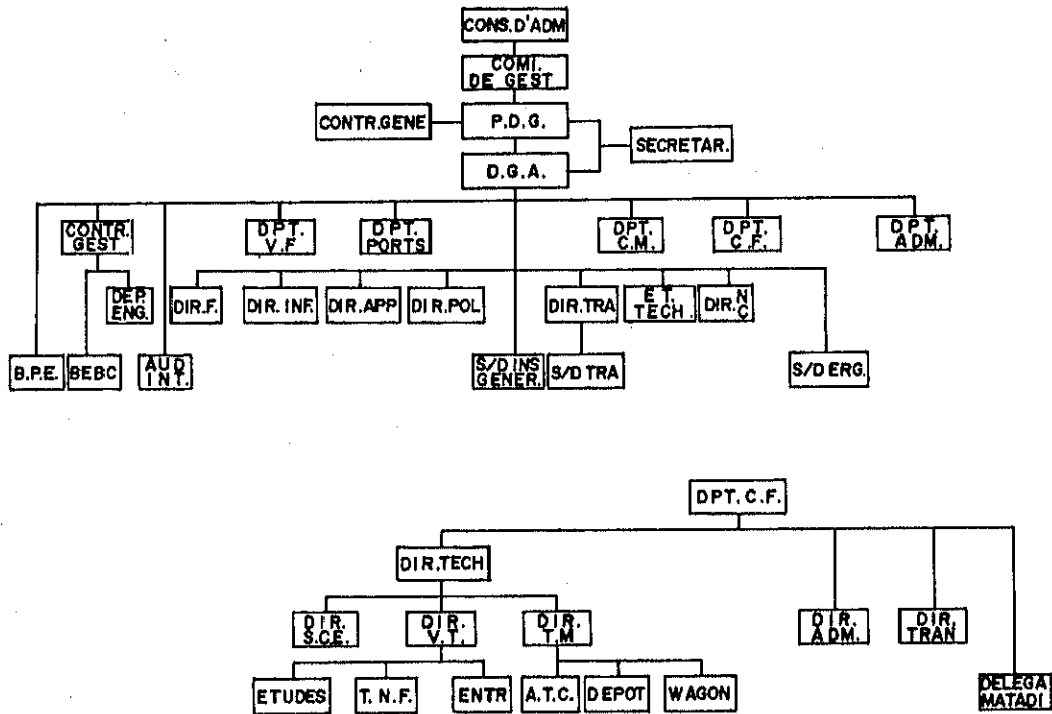 CONS. D'ADM
COMI.
DE GEST
CONTR.GENE
P.D.G.
SECRETAR.
D.G.A.
CONTR.
GEST
DPT.
V.F
DPT.
PORTS
DPT.
C.M.
DPT.
C.F.
DPT.
ADM.
DEP.
ENG.
DIR.F.
DIR. INF.
DIR.APP
DIR.POL
DIR.TRA
ET.
TECH.
DIR.NC
B.P.E.
BEBC
AUD
INT.
S/D INS
GENER.
S/D TRA
S/D ERG.
DPT. C.F.
DIR.TECH
DIR.
S.C.E.
DIR.
V.T.
DIR.
T.M
DIR.
ADM.
DIR.
TRAN
ETUDES
T.N.F.
ENTR
A.T.C.
DEPOT
WAGON
DELEGA
MATADI